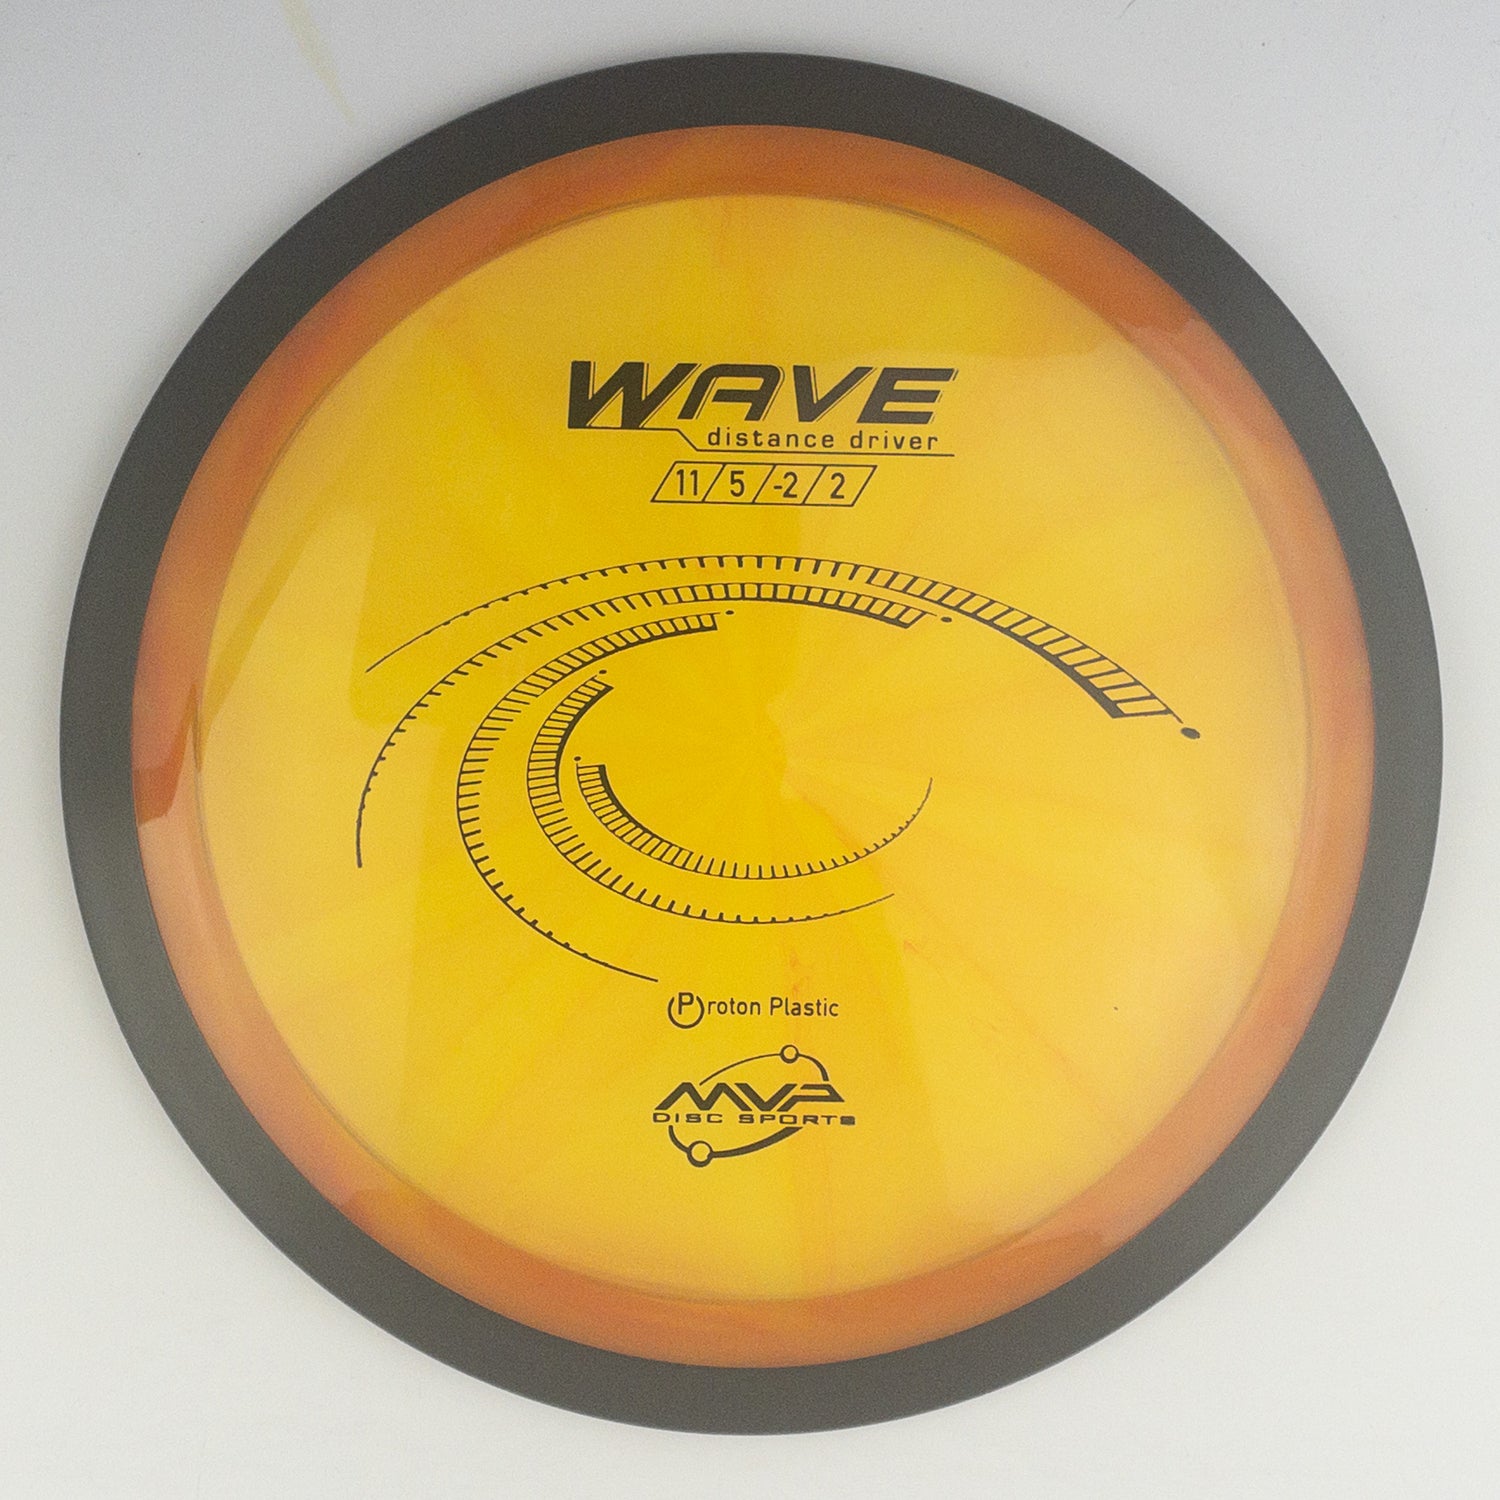 WAVE
distance driver
11/5/-2/2
Proton Plastic
MVP
DISC SPORTS